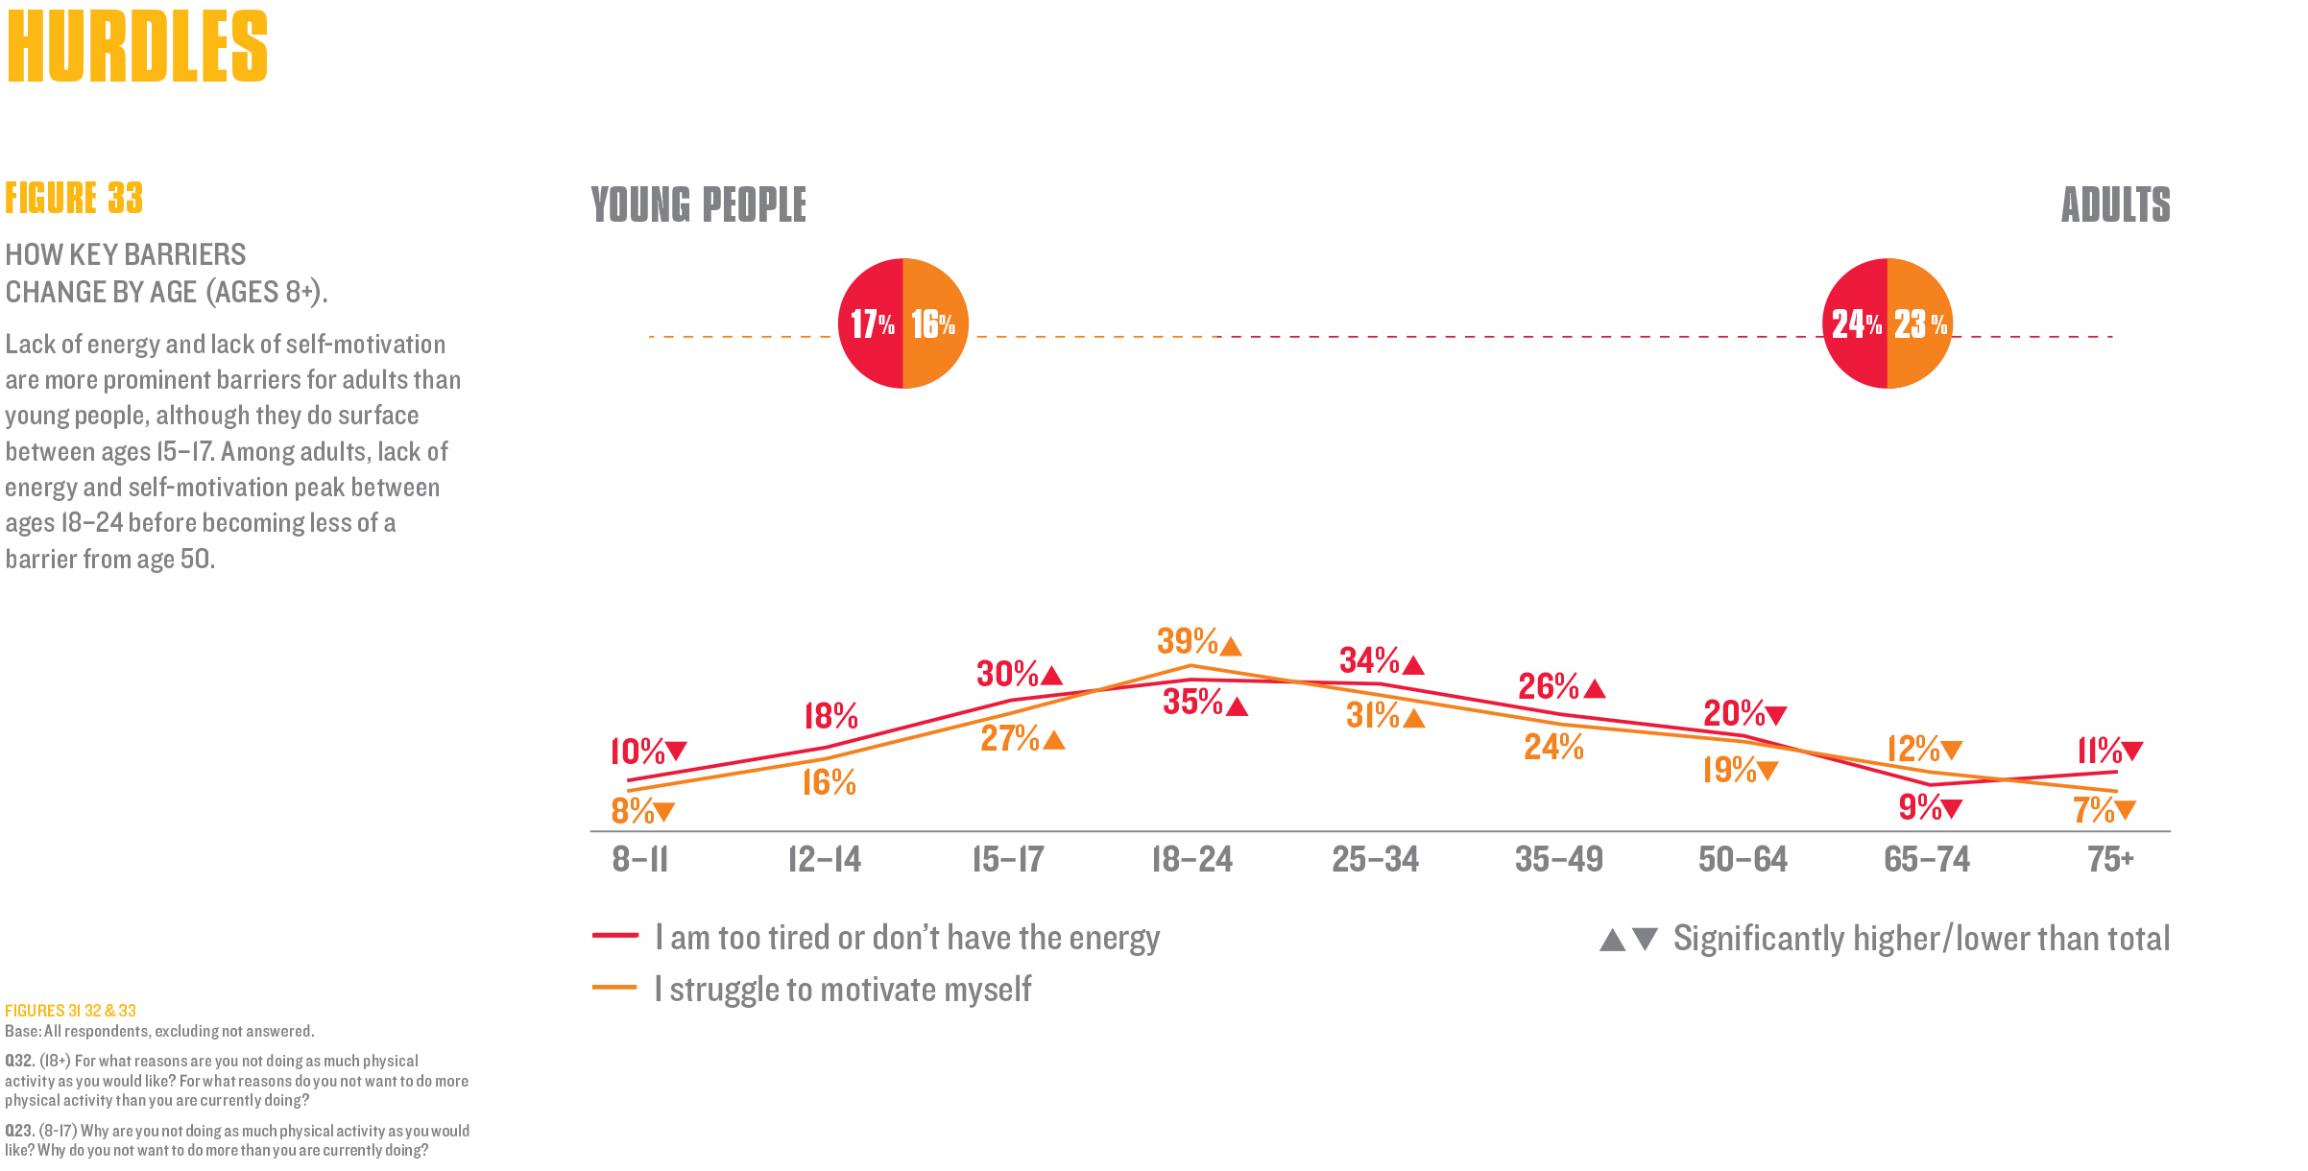 HURDLES
FIGURE 33
HOW KEY BARRIERS
CHANGE BY AGE (AGES 8+).
Lack of energy and lack of self-motivation
are more prominent barriers for adults than
young people, although they do surface
between ages 15–17. Among adults, lack of
energy and self-motivation peak between
ages 18–24 before becoming less of a
barrier from age 50.
YOUNG PEOPLE
ADULTS
17% 16%
24% 23%
10%▼ 18% 30%▲ 39%▲ 34%▲ 26%▲ 20%▼ 12%▼ 11%▼
8%▼ 16% 27%▲ 35%▲ 31%▲ 24% 19%▼ 9%▼ 7%▼
8–11 12–14 15–17 18–24 25–34 35–49 50–64 65–74 75+
I am too tired or don't have the energy
I struggle to motivate myself
▲▼ Significantly higher/lower than total
FIGURES 31 32 & 33
Base: All respondents, excluding not answered.
Q32. (18+) For what reasons are you not doing as much physical
activity as you would like? For what reasons do you not want to do more
physical activity than you are currently doing?
Q23. (8-17) Why are you not doing as much physical activity as you would
like? Why do you not want to do more than you are currently doing?